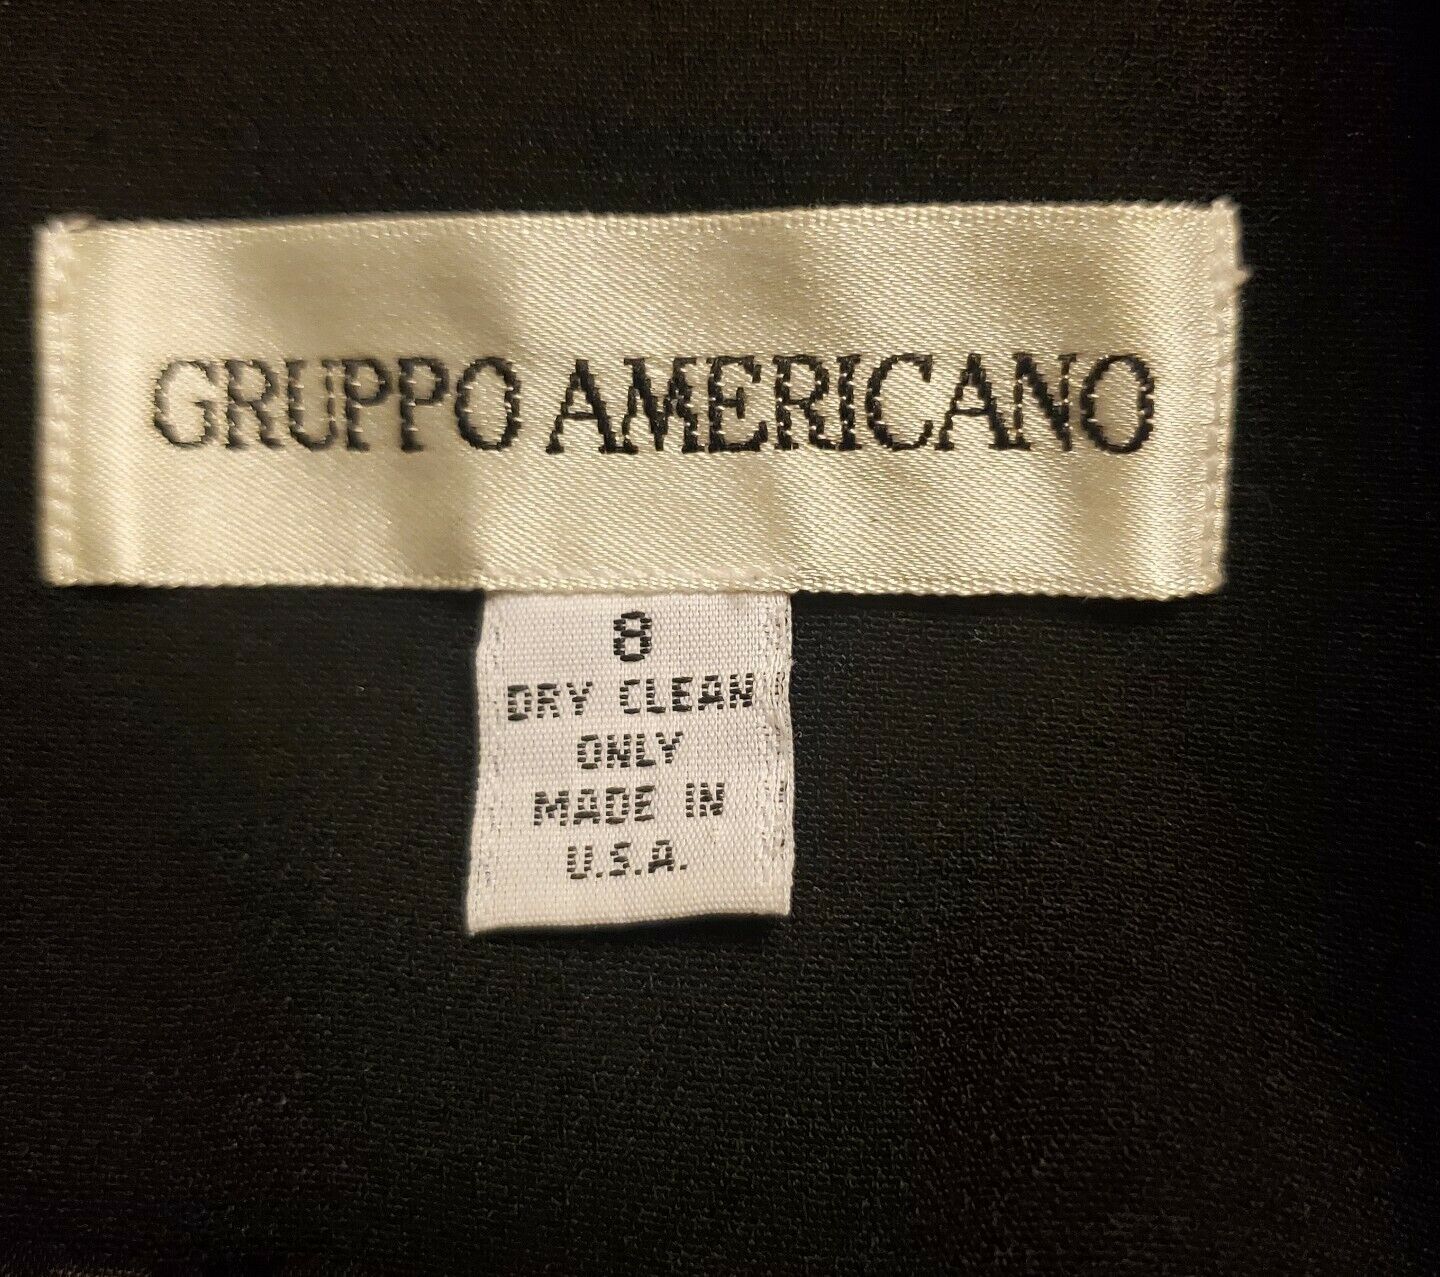 GRUPPO AMERICANO
8
DRY CLEAN
ONLY
MADE IN
U.S.A.